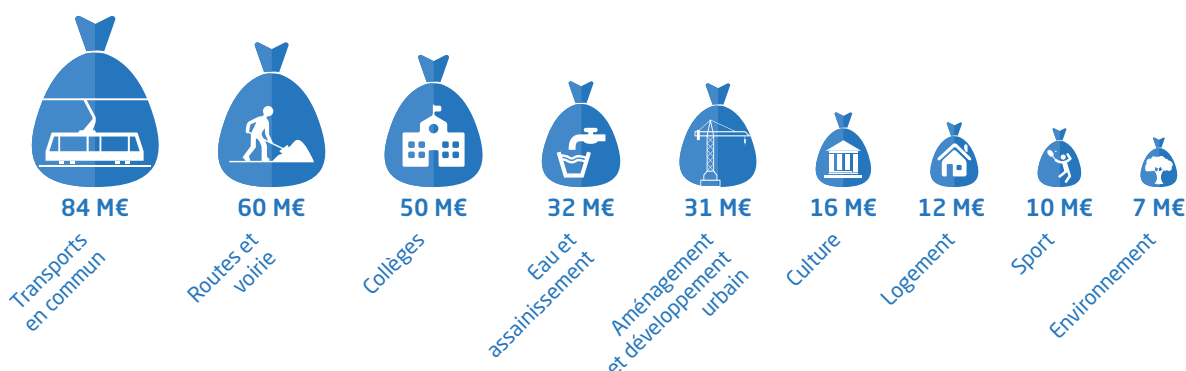 84 M€
60 M€
50 M€
32 M€
31 M€
16 M€
12 M€
10 M€
7 M€
Transports
en commun
Routes et
voirie
Collèges
Eau et
assainissement
Aménagement
et développement
urbain
Culture
Logement
Sport
Environnement